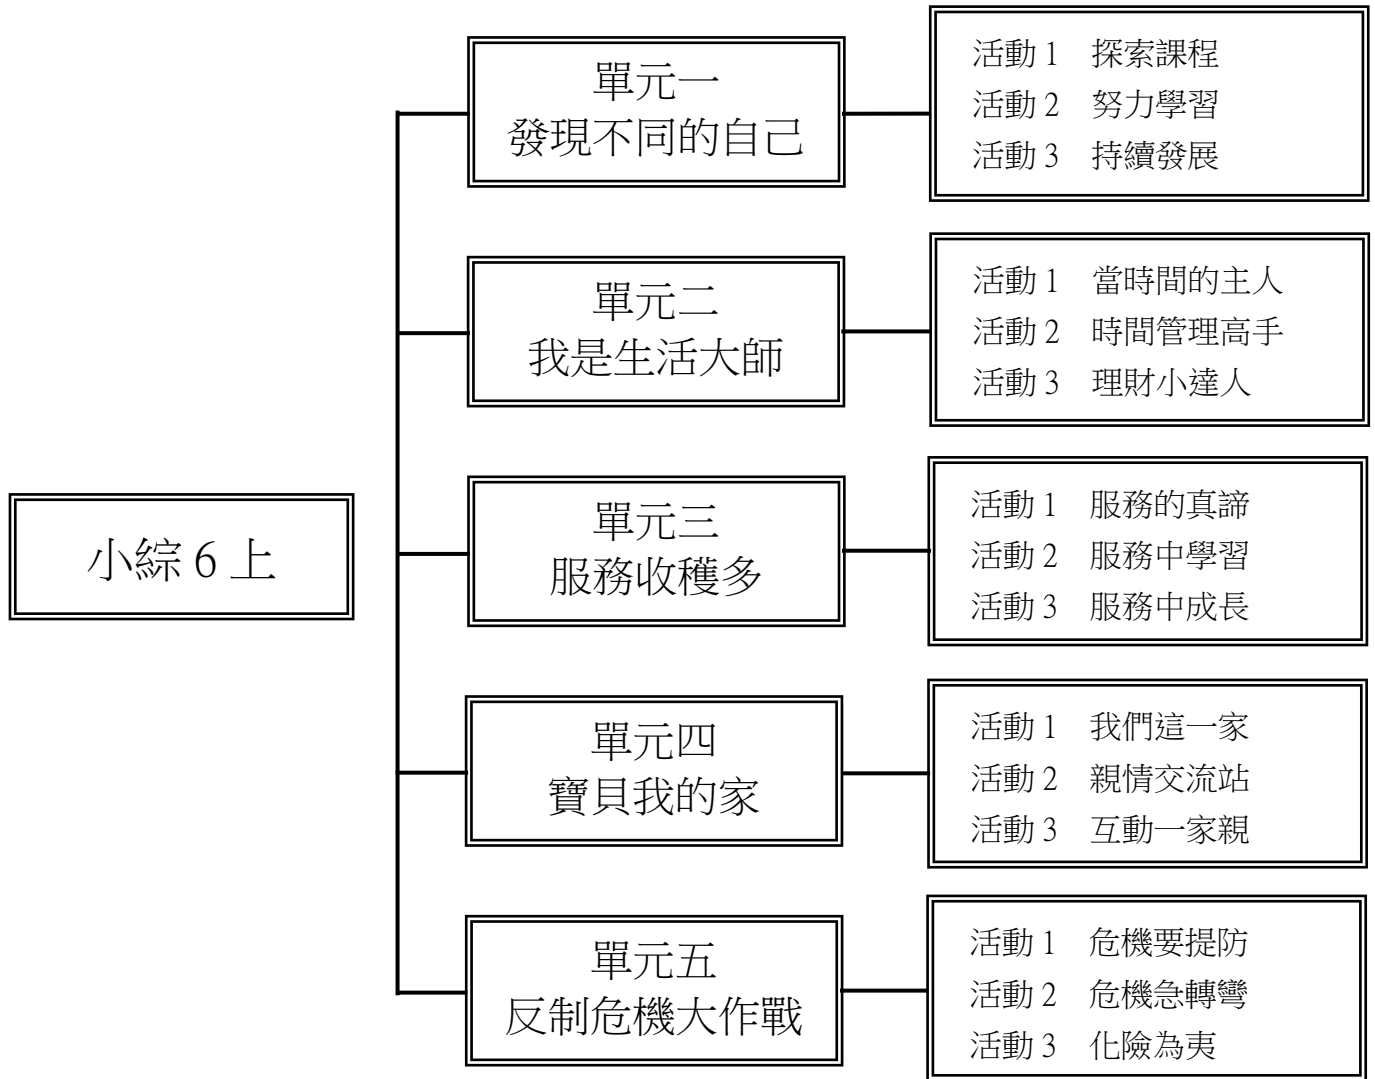 小綜 6 上
單元一
發現不同的自己
活動 1　探索課程
活動 2　努力學習
活動 3　持續發展
單元二
我是生活大師
活動 1　當時間的主人
活動 2　時間管理高手
活動 3　理財小達人
單元三
服務收穫多
活動 1　服務的真諦
活動 2　服務中學習
活動 3　服務中成長
單元四
寶貝我的家
活動 1　我們這一家
活動 2　親情交流站
活動 3　互動一家親
單元五
反制危機大作戰
活動 1　危機要提防
活動 2　危機急轉彎
活動 3　化險為夷